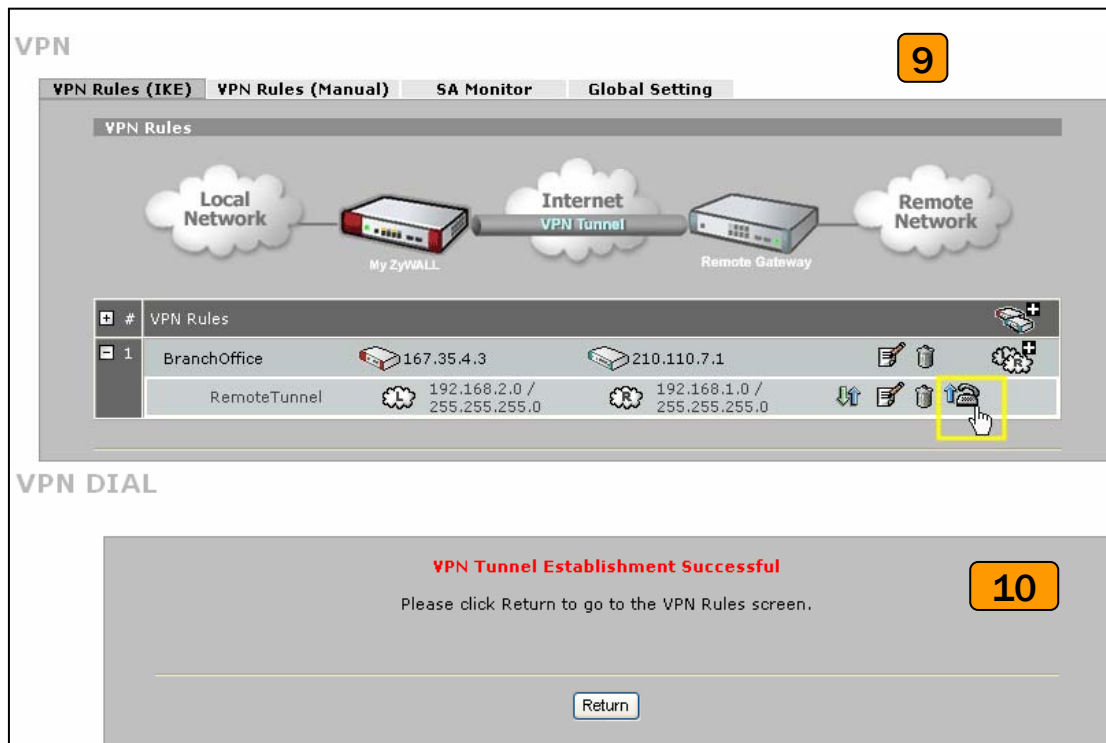 VPN
9
VPN Rules (IKE) VPN Rules (Manual) SA Monitor Global Setting
VPN Rules
Local
Network
Internet
VPN Tunnel
Remote
Network
My ZyWALL
Remote Gateway
# VPN Rules
1 BranchOffice 167.35.4.3 210.110.7.1
R
RemoteTunnel L 192.168.2.0 / 255.255.255.0 R 192.168.1.0 / 255.255.255.0
VPN DIAL
VPN Tunnel Establishment Successful
10
Please click Return to go to the VPN Rules screen.
Return